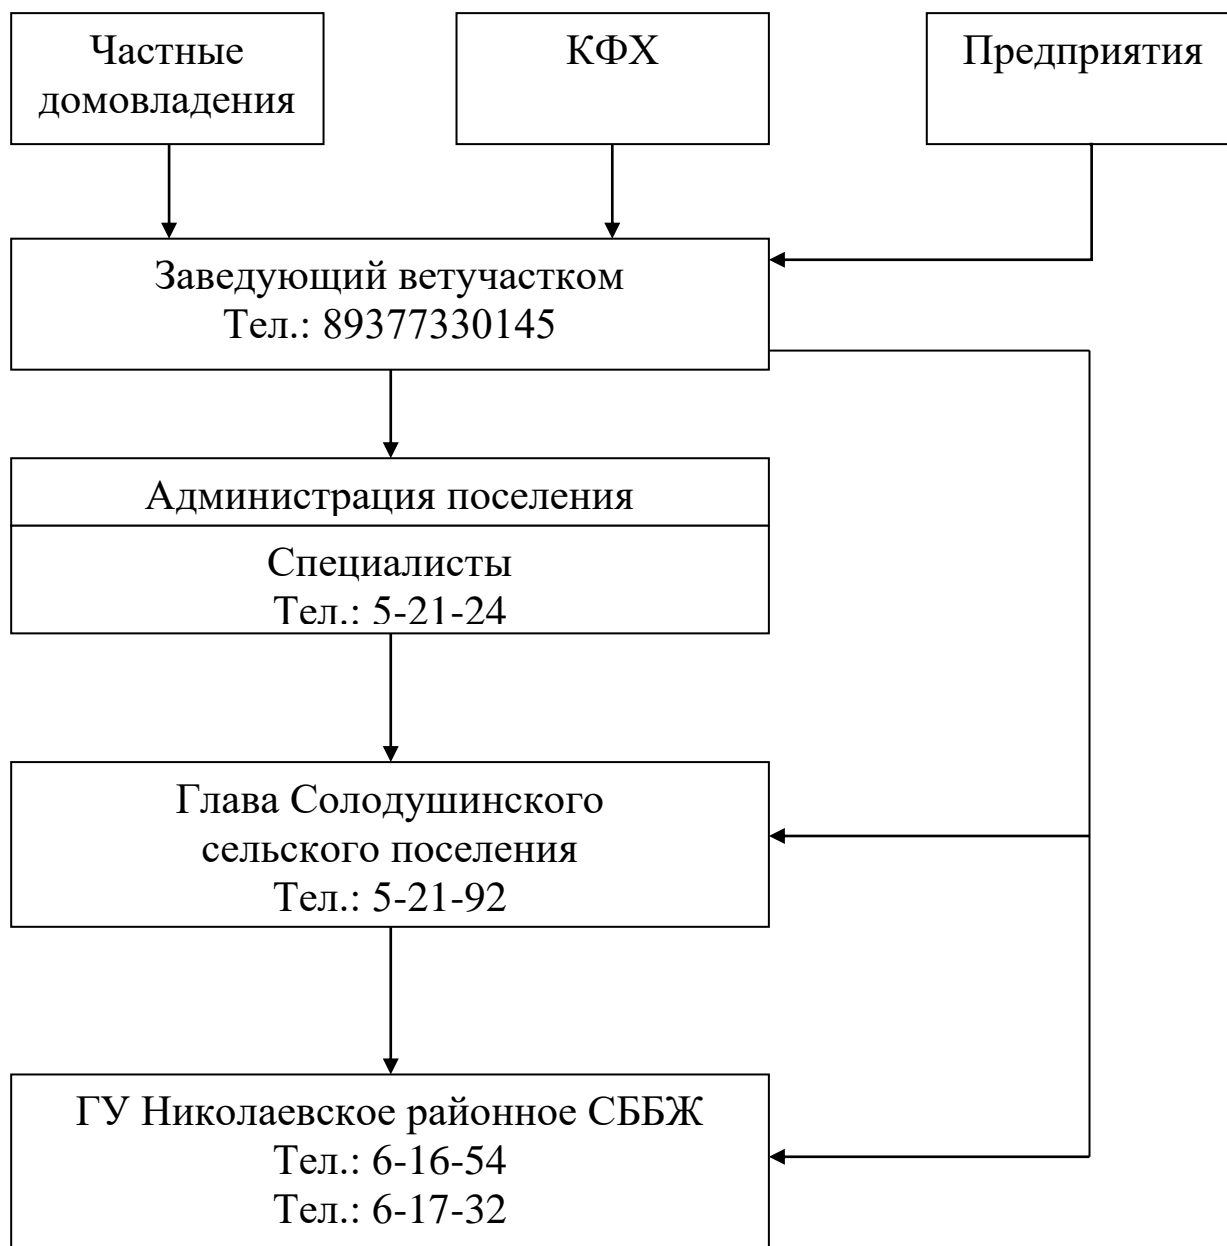 Частные
домовладения
КФХ
Предприятия
Заведующий ветучастком
Тел.: 89377330145
Администрация поселения
Специалисты
Тел.: 5-21-24
Глава Солодушинского
сельского поселения
Тел.: 5-21-92
ГУ Николаевское районное СББЖ
Тел.: 6-16-54
Тел.: 6-17-32